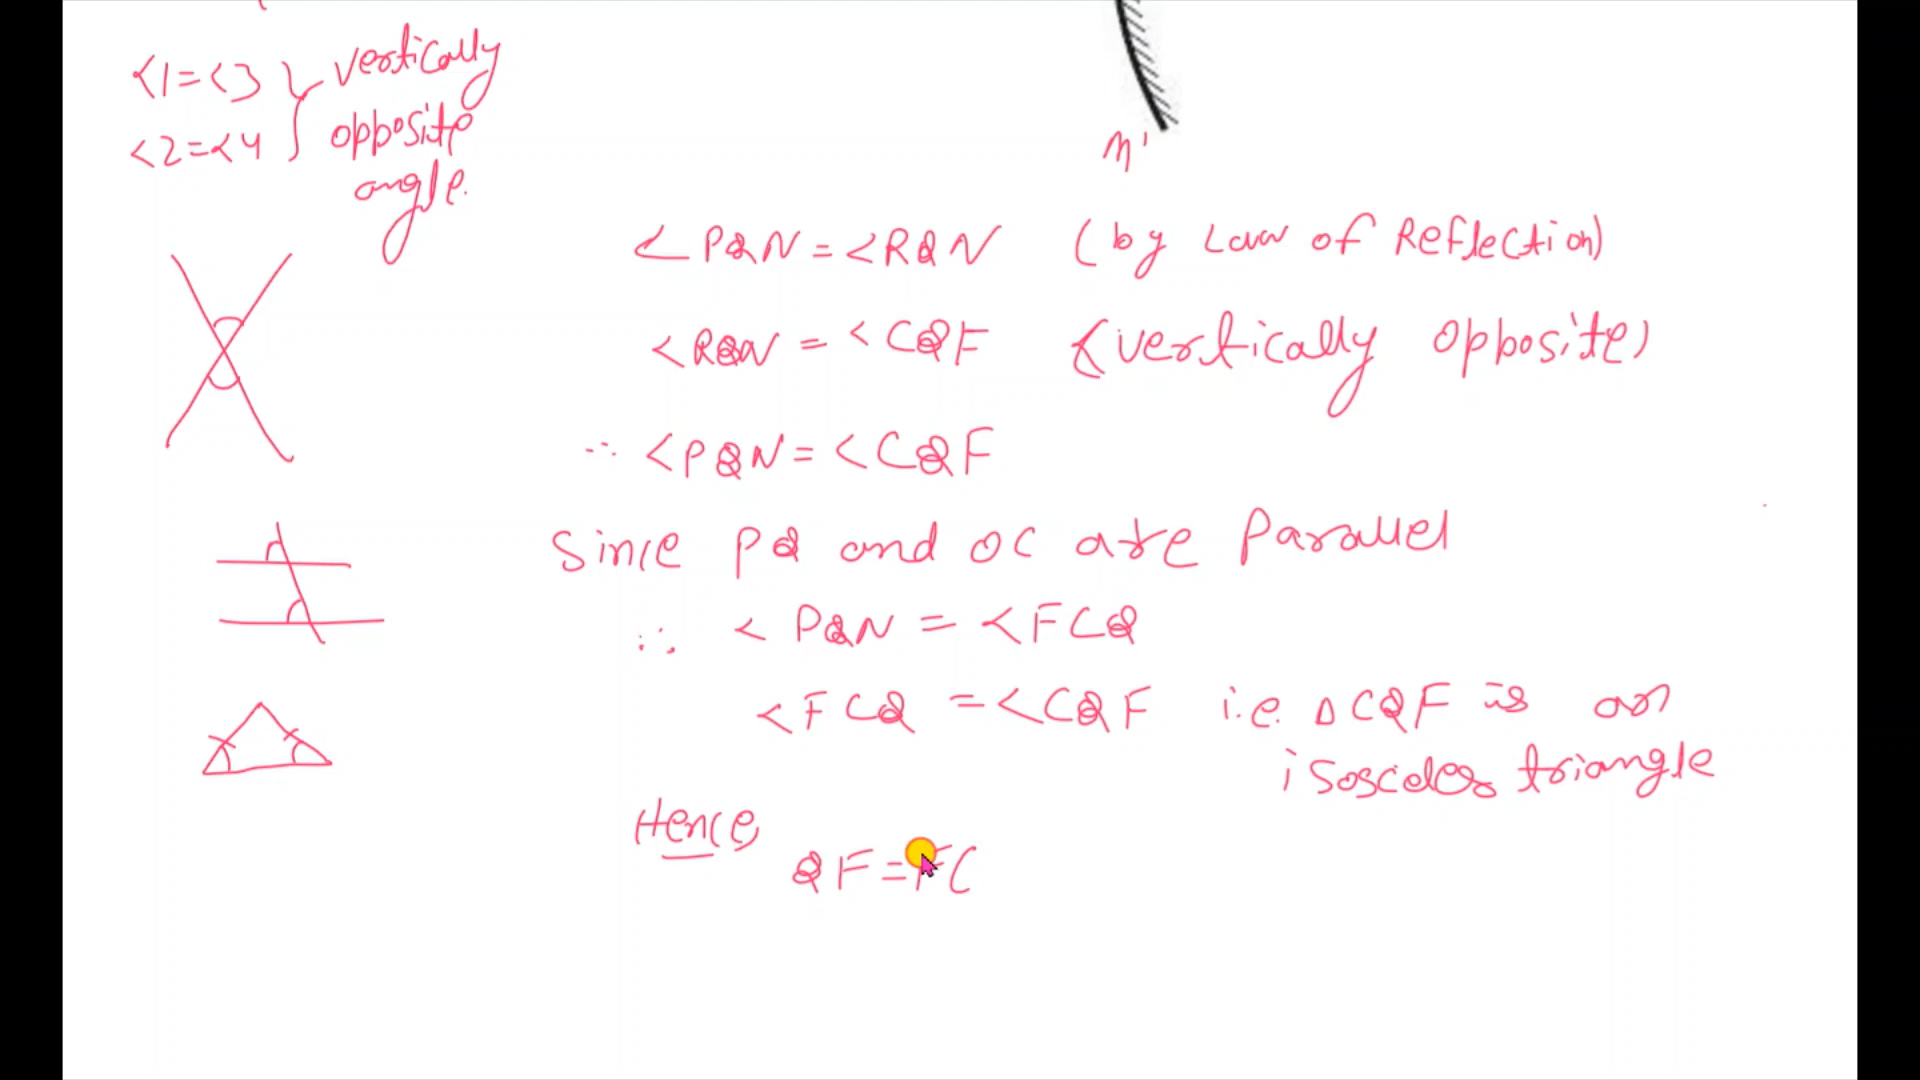 <1=<3 } vertically
<2=<4 opposite
angle.
M'
<PQN = <RQN (by Law of Reflection)
<RQN = <CQF (vertically opposite)
∴ <PQN = <CQF
Since PQ and OC are Parallel
∴ <PQN = <FCQ
<FCQ = <CQF i.e. ΔCQF is an
isosceles triangle
Hence,
QF = FC